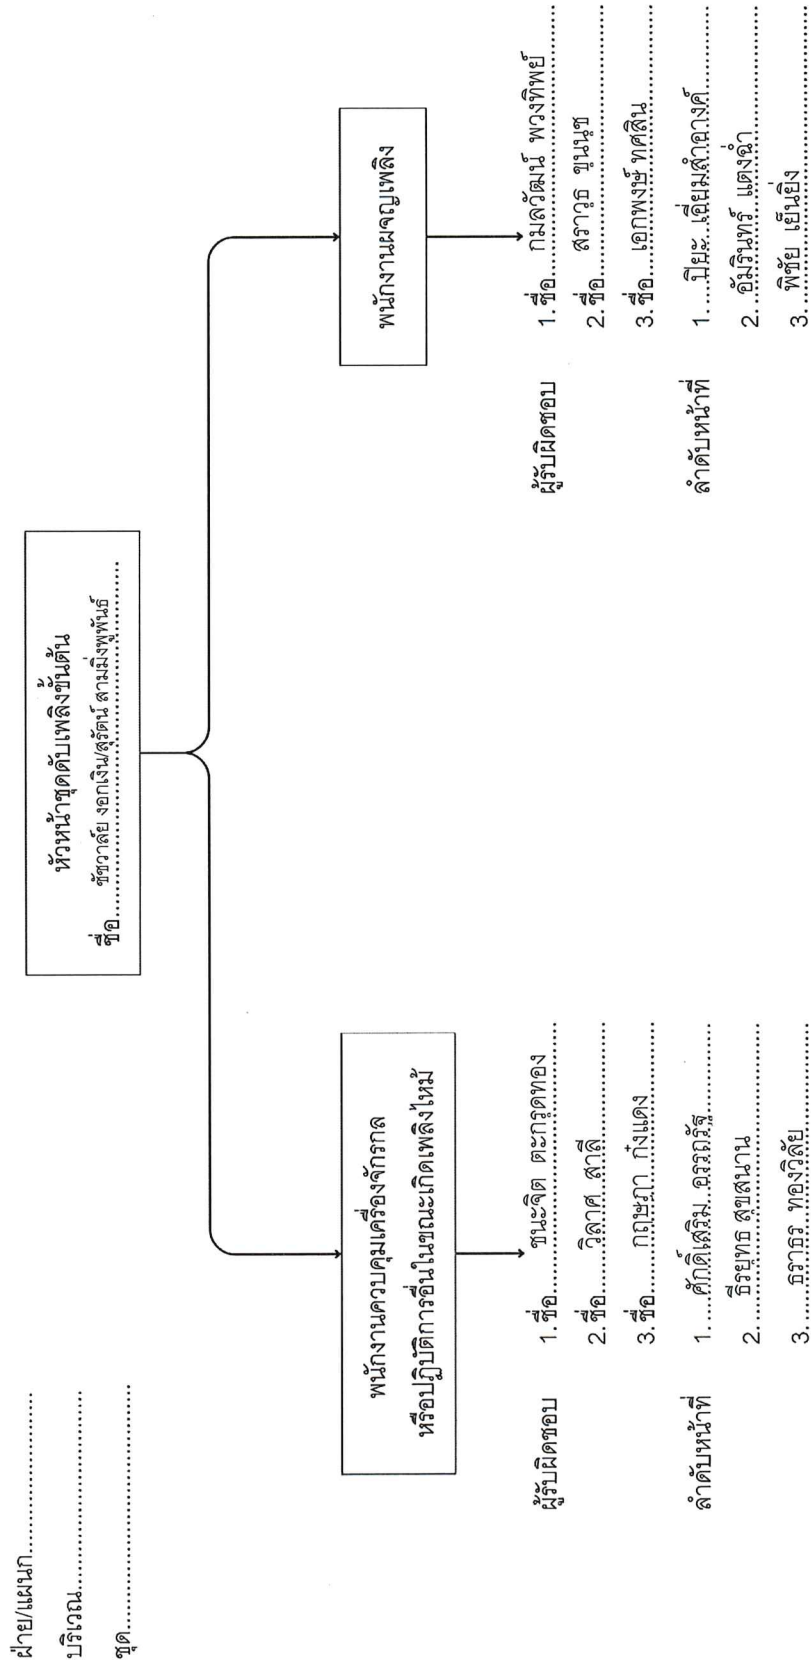 ฝ่าย/แผนก..............................
บริเวณ..............................
ชุด..............................
หัวหน้าชุดดับเพลิงขั้นต้น
ชื่อ....ชัชวาลย์ งอกเงิน/สุรัตน์ สามมิ่งพูพันธ์....
พนักงานควบคุมเครื่องจักรกล
หรือปฏิบัติการอื่นในขณะเกิดเพลิงไหม้
ผู้รับผิดชอบ
1. ชื่อ........ชนะจิต ตะกรุดทอง........
2. ชื่อ......วิลาศ สาลี......
3. ชื่อ......กฤษภา กิ่งแดง......
ลำดับหน้าที่
1. ....ศักดิ์เสริม อรรถรัฐ........
2. ........ธีรยุทธ สุขสนาน........
3. ........ธราธร ทองวิลัย........
พนักงานผจญเพลิง
ผู้รับผิดชอบ
1. ชื่อ....กมลวัฒน์ พวงทิพย์........
2. ชื่อ........สราวุธ ขุนนุช........
3. ชื่อ....เอกพงษ์ ทศสิน........
ลำดับหน้าที่
1. ....ปิยะ เอี่ยมสำอางค์........
2. ....อัมรินทร์ แตงฉ่ำ........
3. ......พิชัย เย็นยิ่ง........